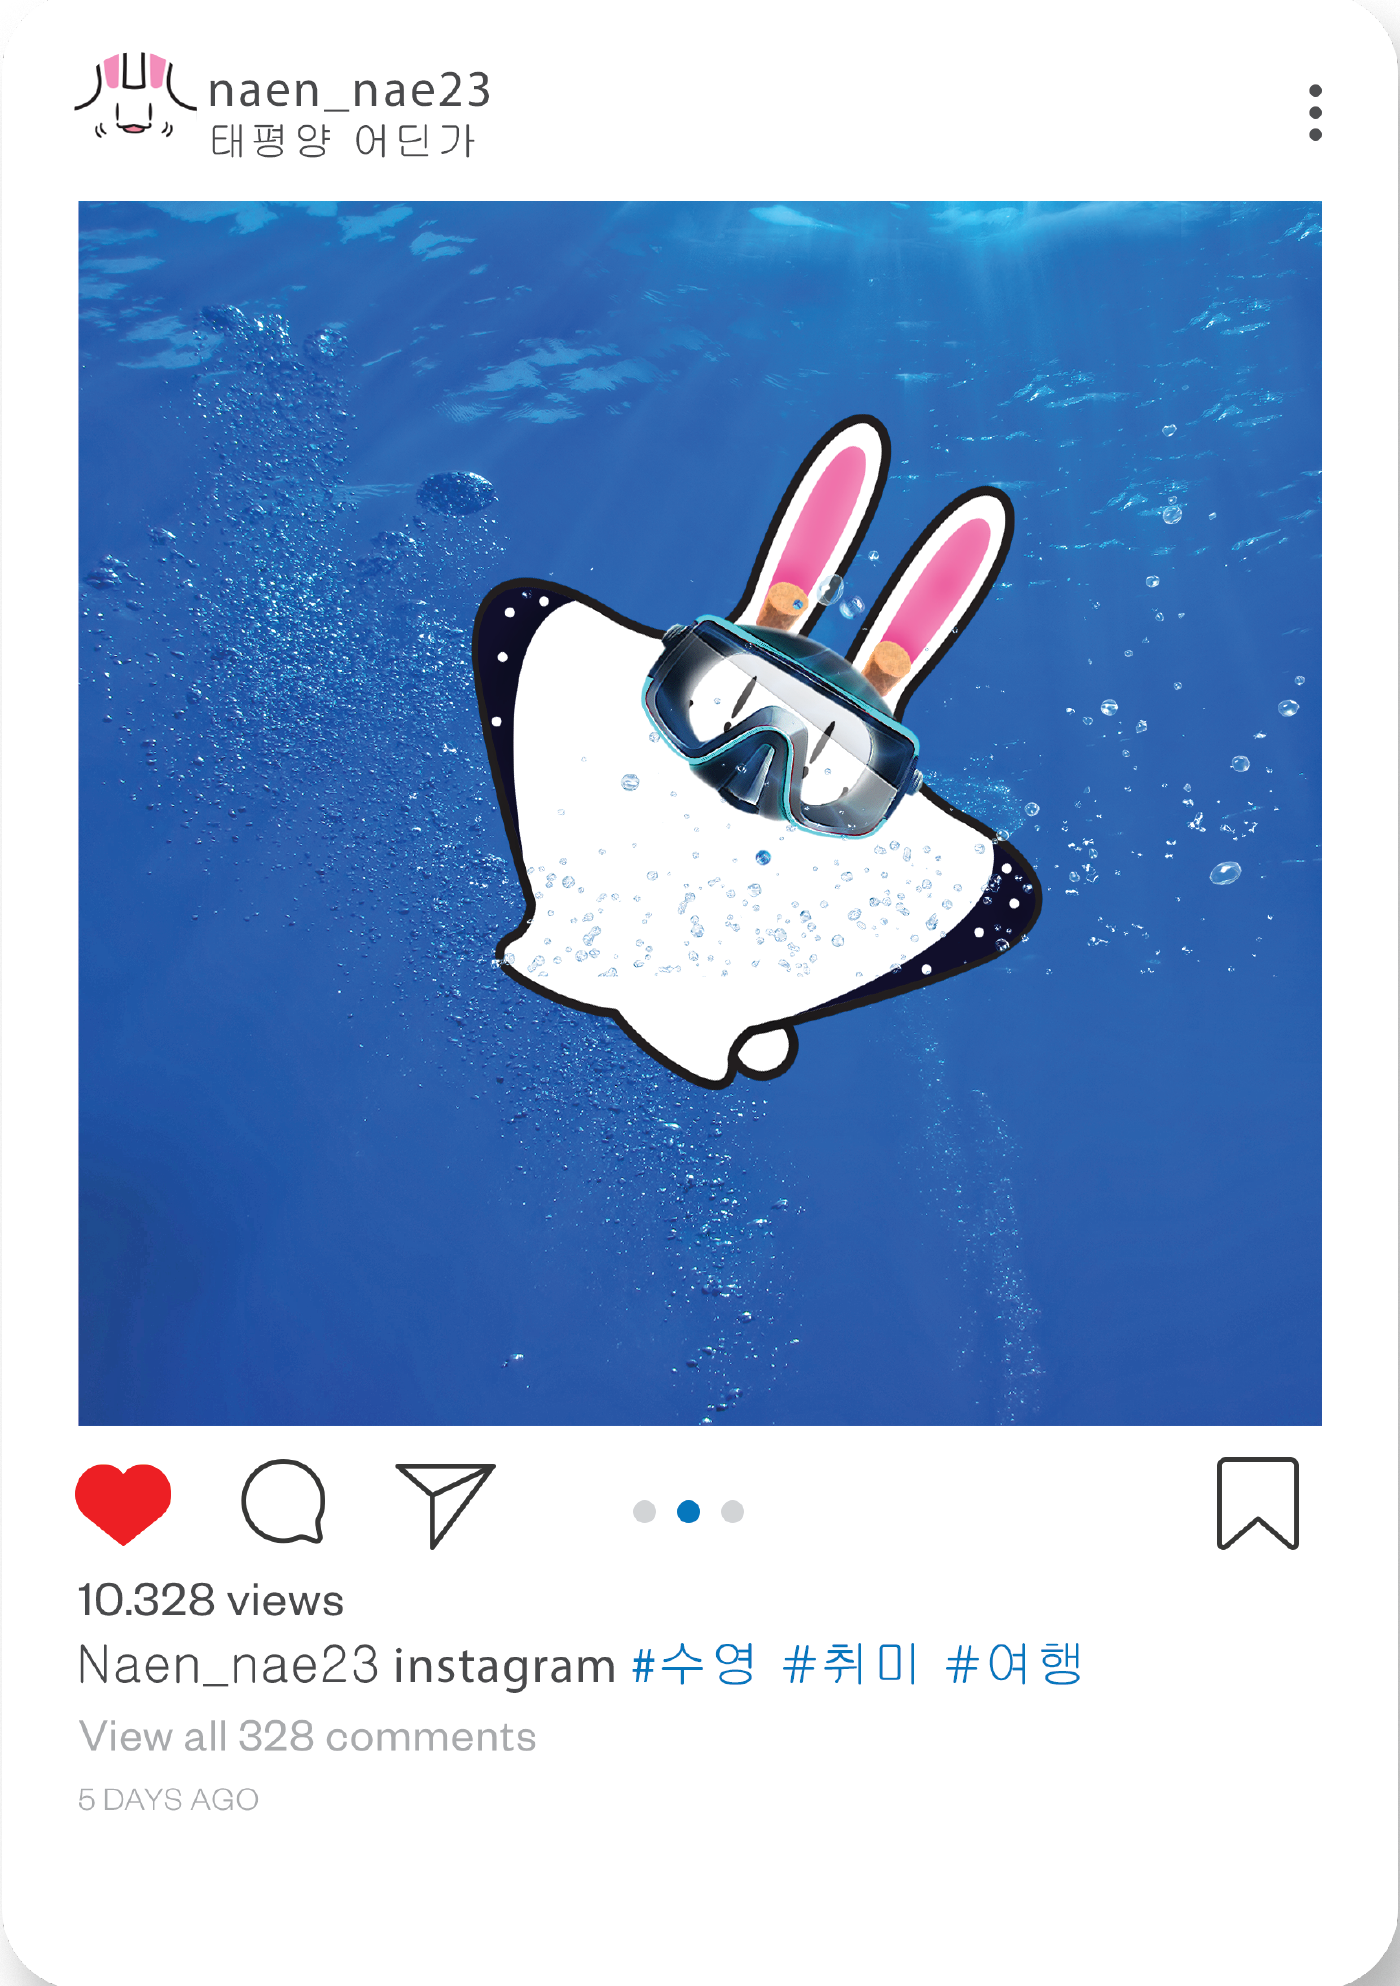 naen_nae23
태평양 어딘가
10.328 views
Naen_nae23 instagram #수영 #취미 #여행
View all 328 comments
5 DAYS AGO